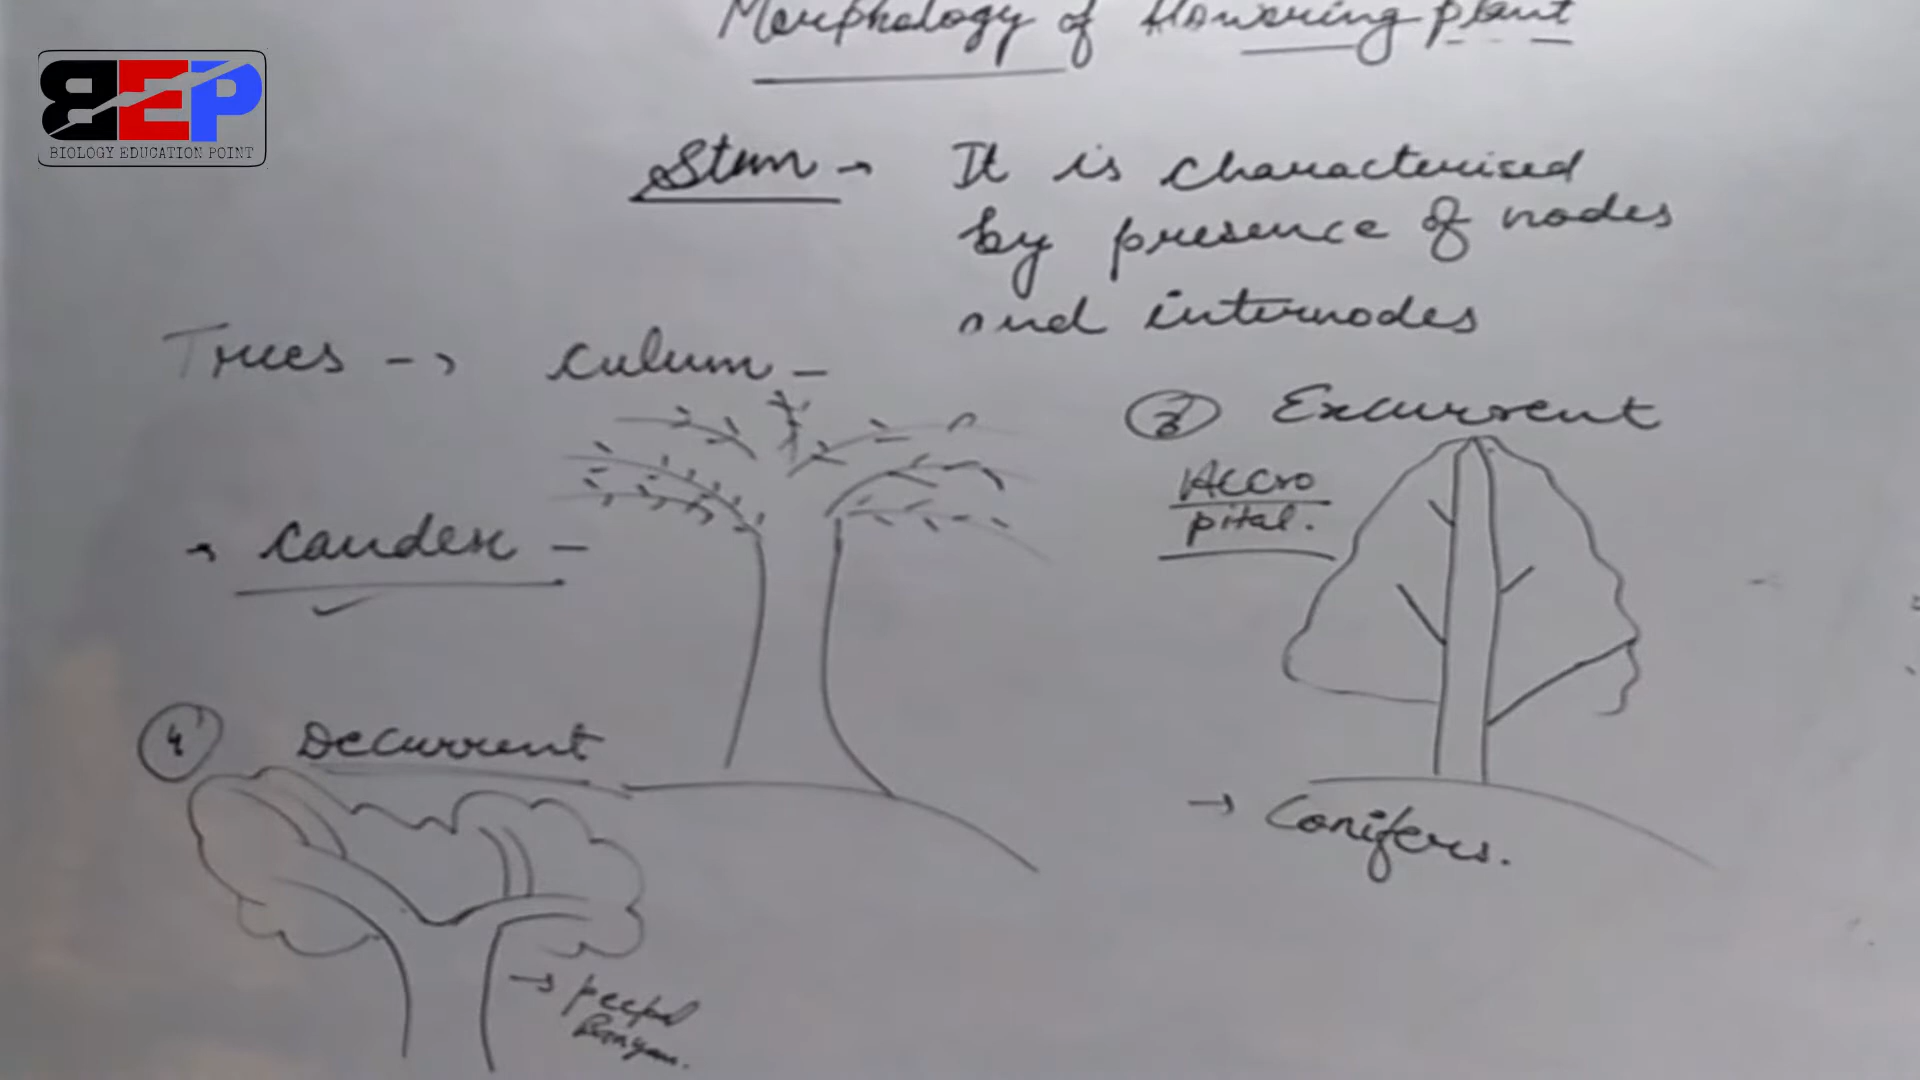 Morphology of flowering plant
BEP
BIOLOGY EDUCATION POINT
Stem → It is characterised
by presence of nodes
and internodes
Trees → culum –
③ Excurrent
Accro
pital.
→ caudex –
④ Decurrent
→ Conifers.
→ peepal
Banyan.